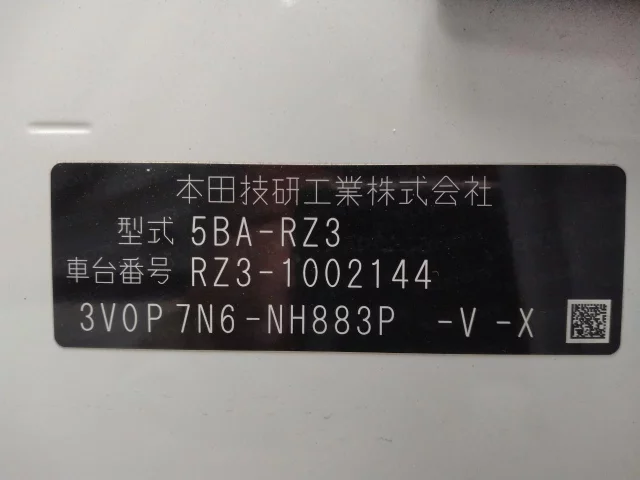 本田技研工業株式会社
型式 5BA-RZ3
車台番号 RZ3-1002144
3V0P 7N6-NH883P -V -X